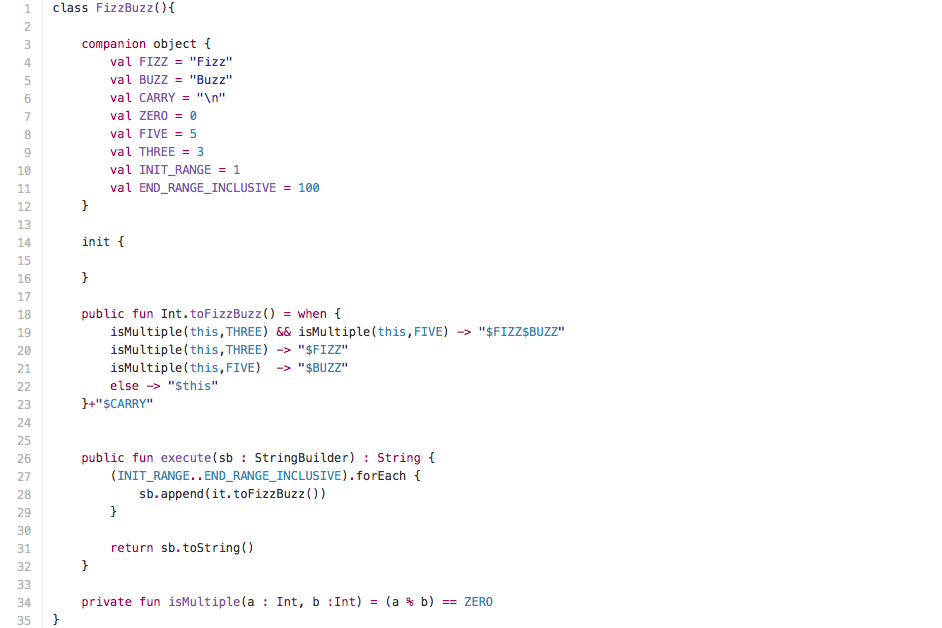 1 class FizzBuzz(){
2
3     companion object {
4         val FIZZ = "Fizz"
5         val BUZZ = "Buzz"
6         val CARRY = "\n"
7         val ZERO = 0
8         val FIVE = 5
9         val THREE = 3
10         val INIT_RANGE = 1
11         val END_RANGE_INCLUSIVE = 100
12     }
13
14     init {
15
16     }
17
18     public fun Int.toFizzBuzz() = when {
19         isMultiple(this,THREE) && isMultiple(this,FIVE) -> "$FIZZ$BUZZ"
20         isMultiple(this,THREE) -> "$FIZZ"
21         isMultiple(this,FIVE)  -> "$BUZZ"
22         else -> "$this"
23     }+"$CARRY"
24
25
26     public fun execute(sb : StringBuilder) : String {
27         (INIT_RANGE..END_RANGE_INCLUSIVE).forEach {
28             sb.append(it.toFizzBuzz())
29         }
30
31         return sb.toString()
32     }
33
34     private fun isMultiple(a : Int, b :Int) = (a % b) == ZERO
35 }